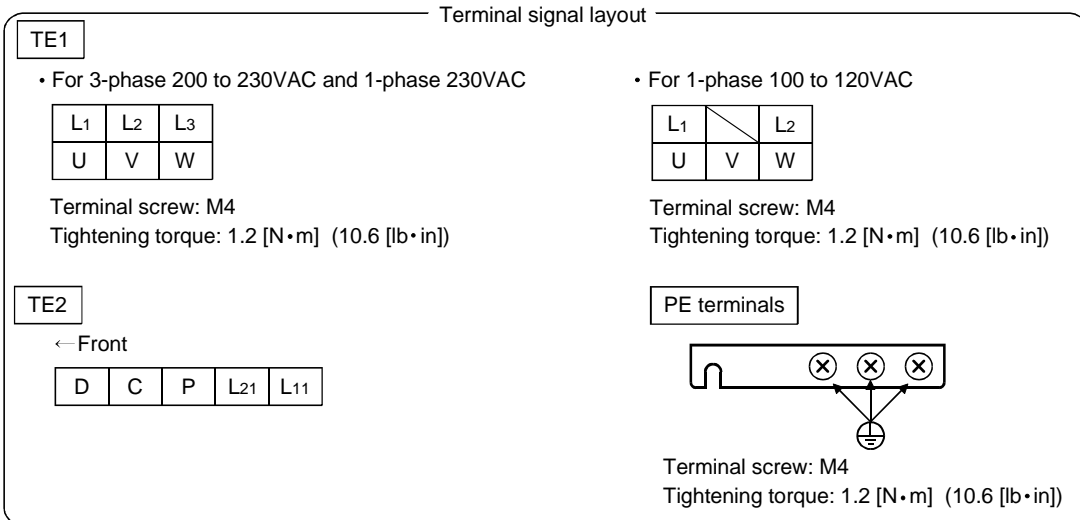 Terminal signal layout
TE1
• For 3-phase 200 to 230VAC and 1-phase 230VAC
L1 L2 L3
U V W
Terminal screw: M4
Tightening torque: 1.2 [N•m] (10.6 [lb•in])
• For 1-phase 100 to 120VAC
L1 L2
U V W
Terminal screw: M4
Tightening torque: 1.2 [N•m] (10.6 [lb•in])
TE2
←Front
D C P L21 L11
PE terminals
Terminal screw: M4
Tightening torque: 1.2 [N•m] (10.6 [lb•in])